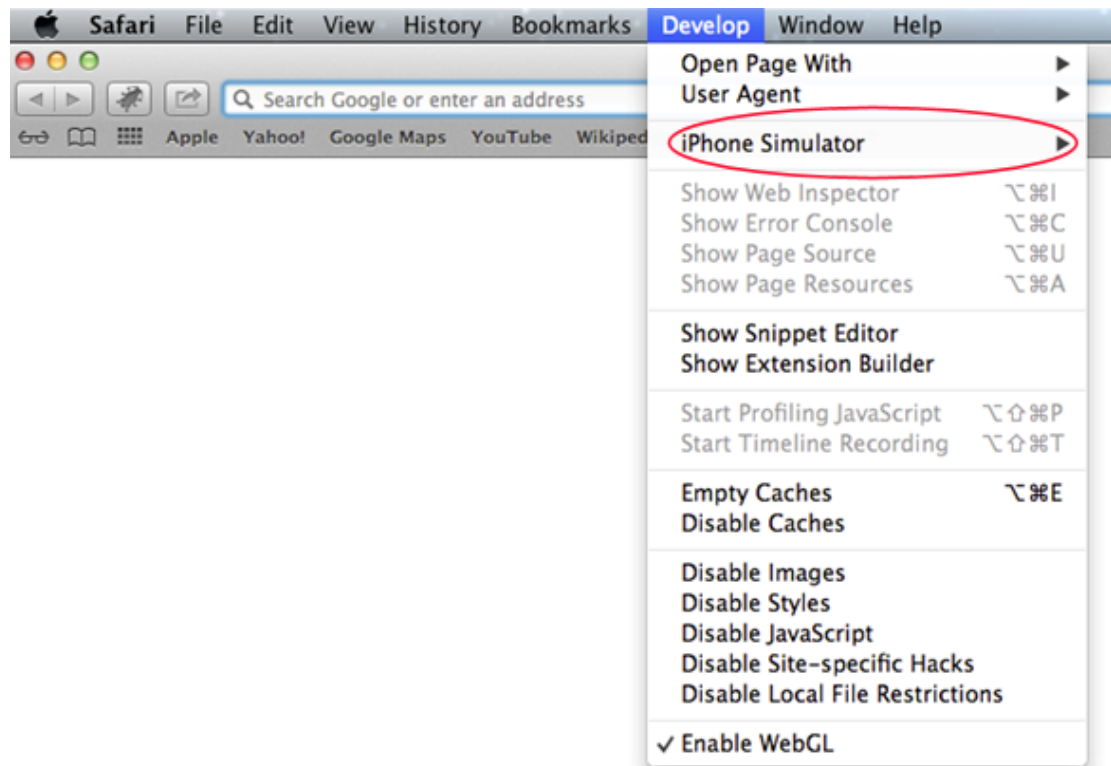 Safari File Edit View History Bookmarks Develop Window Help
Search Google or enter an address
Apple Yahoo! Google Maps YouTube Wikiped
Open Page With ▶
User Agent ▶
iPhone Simulator ▶
Show Web Inspector ⌥⌘I
Show Error Console ⌥⌘C
Show Page Source ⌥⌘U
Show Page Resources ⌥⌘A
Show Snippet Editor
Show Extension Builder
Start Profiling JavaScript ⌥⇧⌘P
Start Timeline Recording ⌥⇧⌘T
Empty Caches ⌥⌘E
Disable Caches
Disable Images
Disable Styles
Disable JavaScript
Disable Site-specific Hacks
Disable Local File Restrictions
✓ Enable WebGL